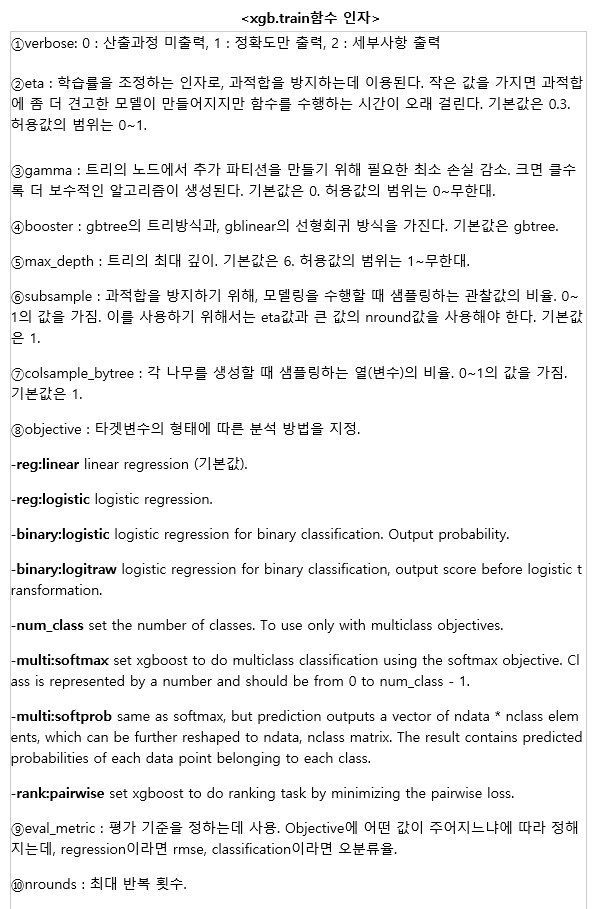 <xgb.train함수 인자>
①verbose: 0 : 산출과정 미출력, 1 : 정확도만 출력, 2 : 세부사항 출력
②eta : 학습률을 조정하는 인자로, 과적합을 방지하는데 이용된다. 작은 값을 가지면 과적합
에 좀 더 견고한 모델이 만들어지지만 함수를 수행하는 시간이 오래 걸린다. 기본값은 0.3.
허용값의 범위는 0~1.
③gamma : 트리의 노드에서 추가 파티션을 만들기 위해 필요한 최소 손실 감소. 크면 클수
록 더 보수적인 알고리즘이 생성된다. 기본값은 0. 허용값의 범위는 0~무한대.
④booster : gbtree의 트리방식과, gblinear의 선형회귀 방식을 가진다. 기본값은 gbtree.
⑤max_depth : 트리의 최대 깊이. 기본값은 6. 허용값의 범위는 1~무한대.
⑥subsample : 과적합을 방지하기 위해, 모델링을 수행할 때 샘플링하는 관찰값의 비율. 0~
1의 값을 가짐. 이를 사용하기 위해서는 eta값과 큰 값의 nround값을 사용해야 한다. 기본값
은 1.
⑦colsample_bytree : 각 나무를 생성할 때 샘플링하는 열(변수)의 비율. 0~1의 값을 가짐.
기본값은 1.
⑧objective : 타겟변수의 형태에 따른 분석 방법을 지정.
-reg:linear linear regression (기본값).
-reg:logistic logistic regression.
-binary:logistic logistic regression for binary classification. Output probability.
-binary:logitraw logistic regression for binary classification, output score before logistic t
ransformation.
-num_class set the number of classes. To use only with multiclass objectives.
-multi:softmax set xgboost to do multiclass classification using the softmax objective. Cl
ass is represented by a number and should be from 0 to num_class - 1.
-multi:softprob same as softmax, but prediction outputs a vector of ndata * nclass elem
ents, which can be further reshaped to ndata, nclass matrix. The result contains predicted
probabilities of each data point belonging to each class.
-rank:pairwise set xgboost to do ranking task by minimizing the pairwise loss.
⑨eval_metric : 평가 기준을 정하는데 사용. Objective에 어떤 값이 주어지느냐에 따라 정해
지는데, regression이라면 rmse, classification이라면 오분류율.
⑩nrounds : 최대 반복 횟수.